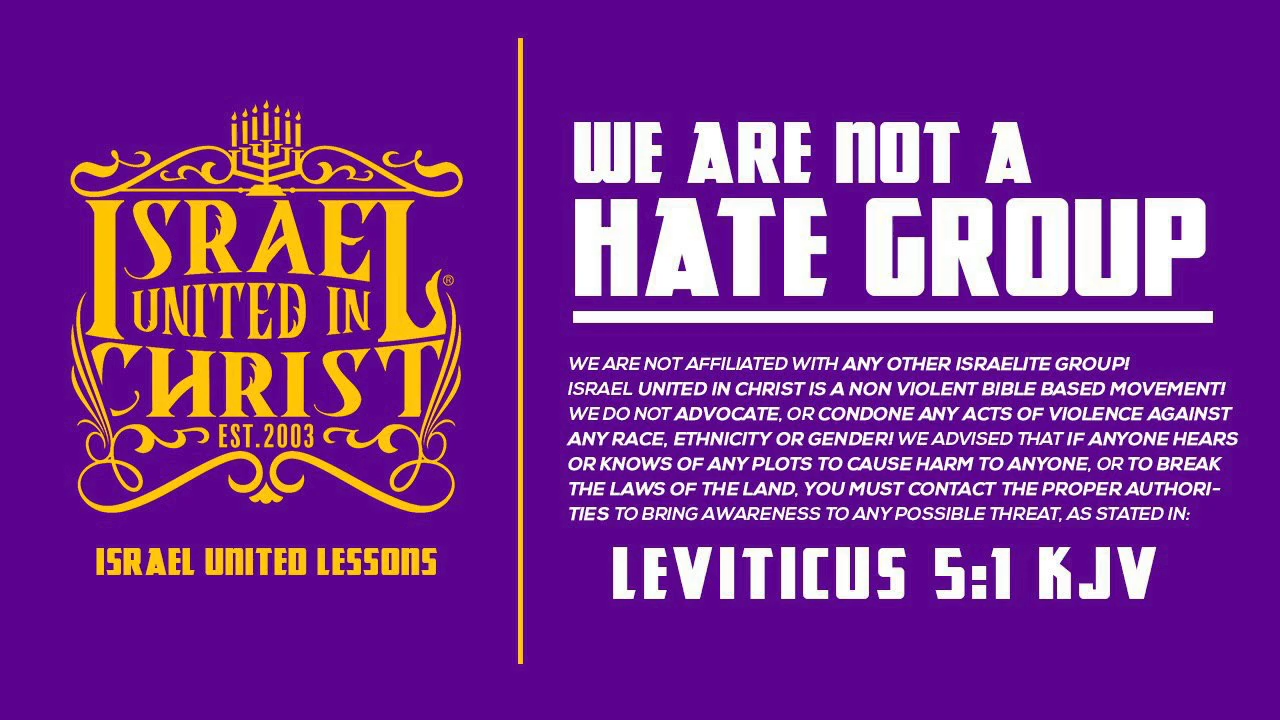 ISRAEL
UNITED IN
CHRIST
EST.2003
®
ISRAEL UNITED LESSONS
WE ARE NOT A
HATE GROUP
WE ARE NOT AFFILIATED WITH ANY OTHER ISRAELITE GROUP!
ISRAEL UNITED IN CHRIST IS A NON VIOLENT BIBLE BASED MOVEMENT!
WE DO NOT ADVOCATE, OR CONDONE ANY ACTS OF VIOLENCE AGAINST
ANY RACE, ETHNICITY OR GENDER! WE ADVISED THAT IF ANYONE HEARS
OR KNOWS OF ANY PLOTS TO CAUSE HARM TO ANYONE, OR TO BREAK
THE LAWS OF THE LAND, YOU MUST CONTACT THE PROPER AUTHORI-
TIES TO BRING AWARENESS TO ANY POSSIBLE THREAT, AS STATED IN:
LEVITICUS 5:1 KJV